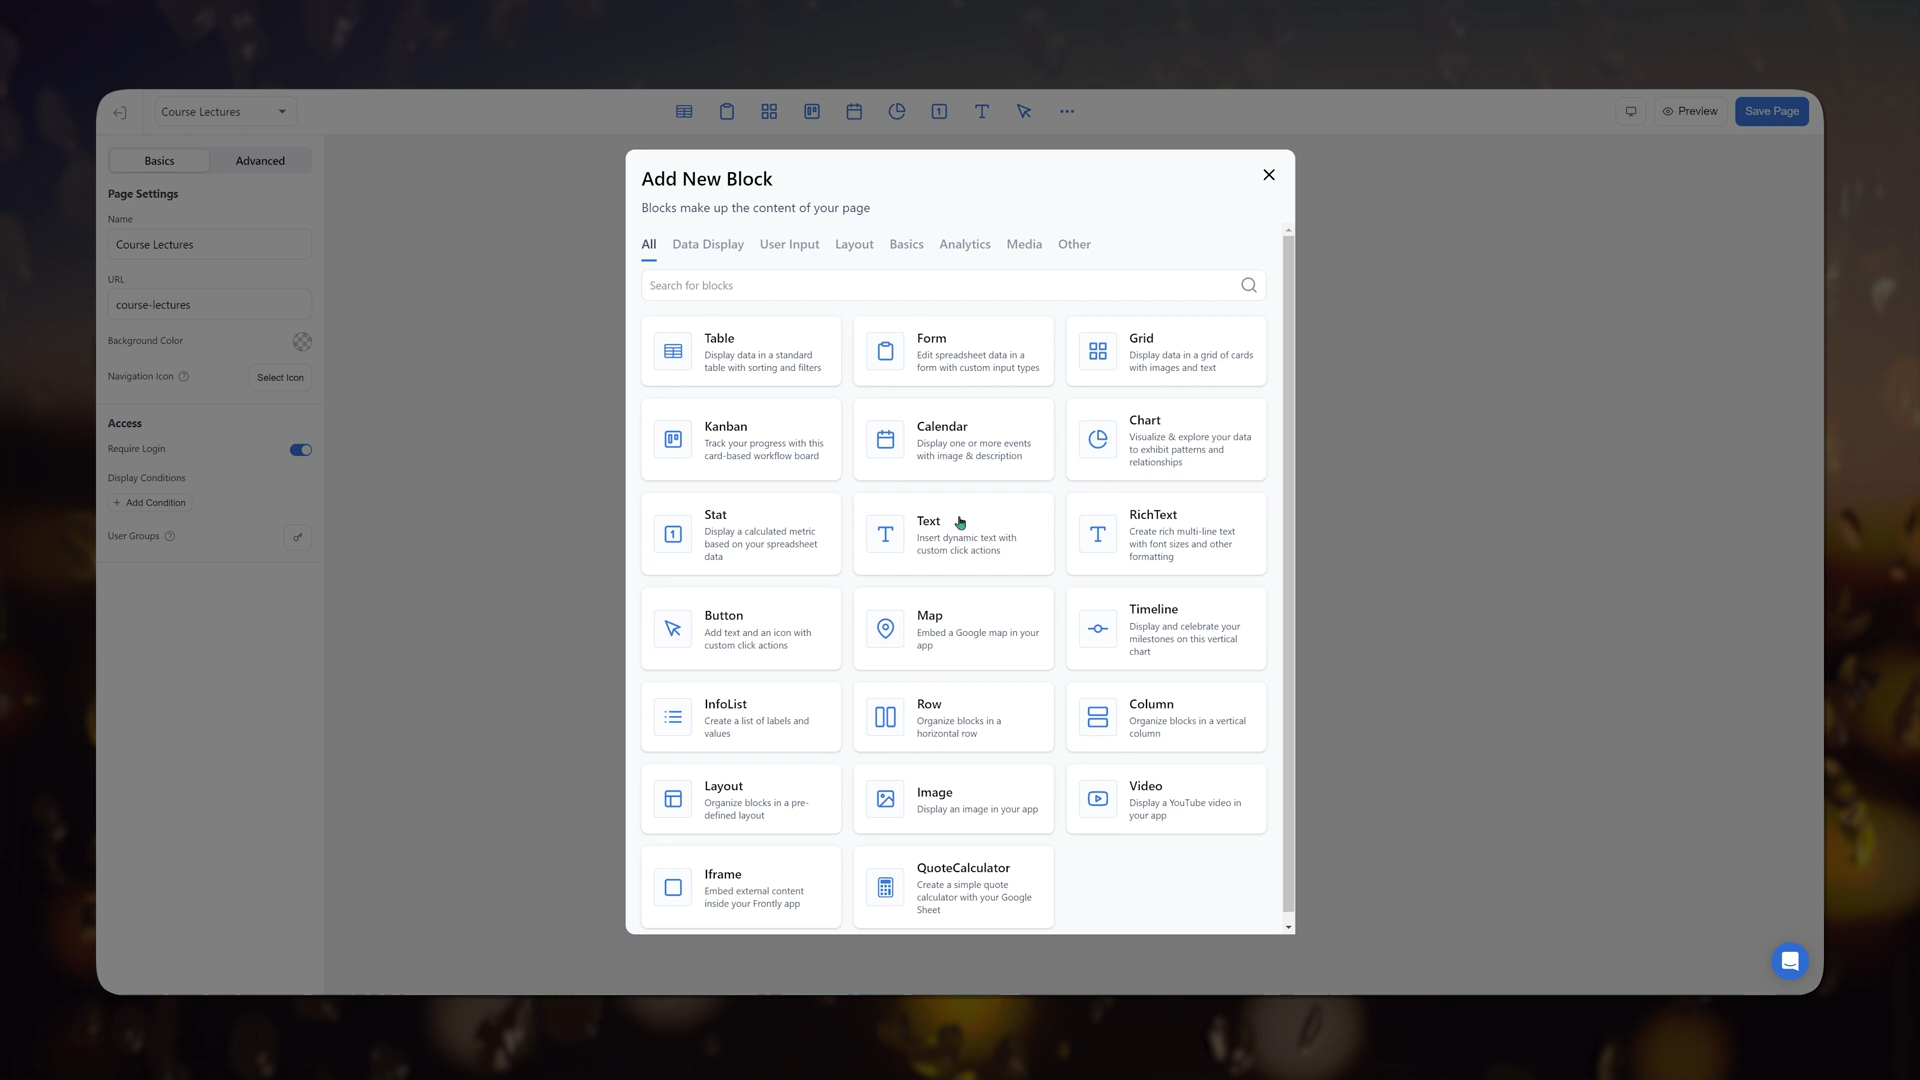 Course Lectures
Preview
Save Page
Basics
Advanced
Page Settings
Name
Course Lectures
URL
course-lectures
Background Color
Navigation Icon
Select Icon
Access
Require Login
Display Conditions
+ Add Condition
User Groups
Add New Block
Blocks make up the content of your page
All
Data Display
User Input
Layout
Basics
Analytics
Media
Other
Search for blocks
Table
Display data in a standard
table with sorting and filters
Form
Edit spreadsheet data in a
form with custom input types
Grid
Display data in a grid of cards
with images and text
Kanban
Track your progress with this
card-based workflow board
Calendar
Display one or more events
with image & description
Chart
Visualize & explore your data
to exhibit patterns and
relationships
Stat
Display a calculated metric
based on your spreadsheet
data
Text
Insert dynamic text with
custom click actions
RichText
Create rich multi-line text
with font sizes and other
formatting
Button
Add text and an icon with
custom click actions
Map
Embed a Google map in your
app
Timeline
Display and celebrate your
milestones on this vertical
chart
InfoList
Create a list of labels and
values
Row
Organize blocks in a
horizontal row
Column
Organize blocks in a vertical
column
Layout
Organize blocks in a pre-
defined layout
Image
Display an image in your app
Video
Display a YouTube video in
your app
Iframe
Embed external content
inside your Frontly app
QuoteCalculator
Create a simple quote
calculator with your Google
Sheet